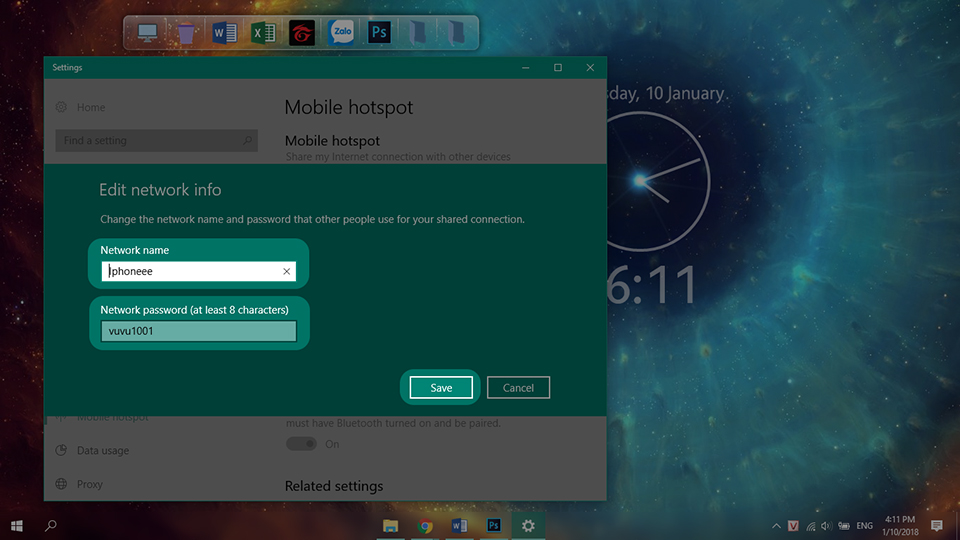 Zalo
Ps
Settings
Home
Find a setting
Mobile hotspot
Mobile hotspot
Share my Internet connection with other devices
sday, 10 January
6:11
Edit network info
Change the network name and password that other people use for your shared connection.
Network name
Iphoneee
Network password (at least 8 characters)
vuvu1001
Save
Cancel
Mobile hotspot
must have Bluetooth turned on and be paired.
On
Data usage
Proxy
Related settings
Ps
V
ENG
4:11 PM
1/10/2018